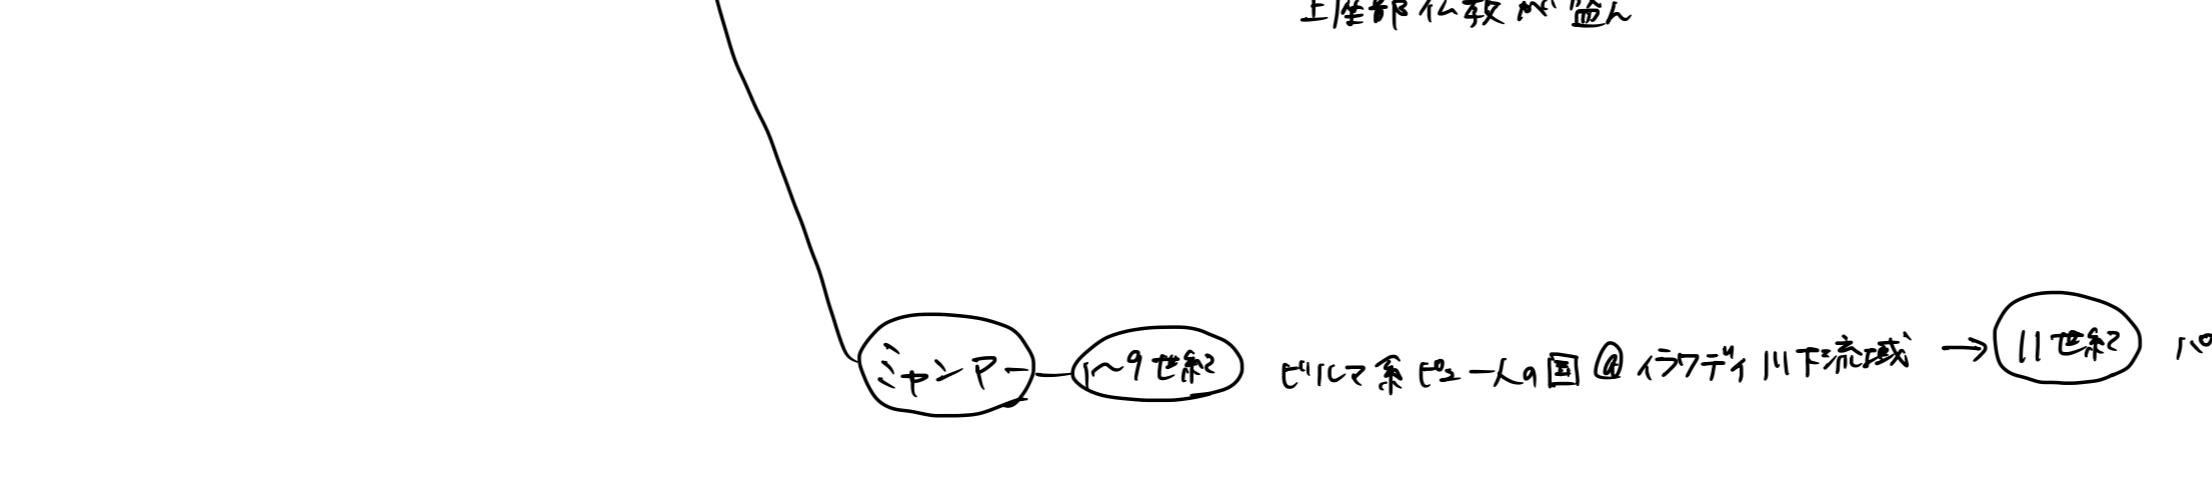 上座部仏教が盛ん
ミャンマー 1〜9世紀 ビルマ系ピュー人の国@イラワディ川下流域 → 11世紀 パ